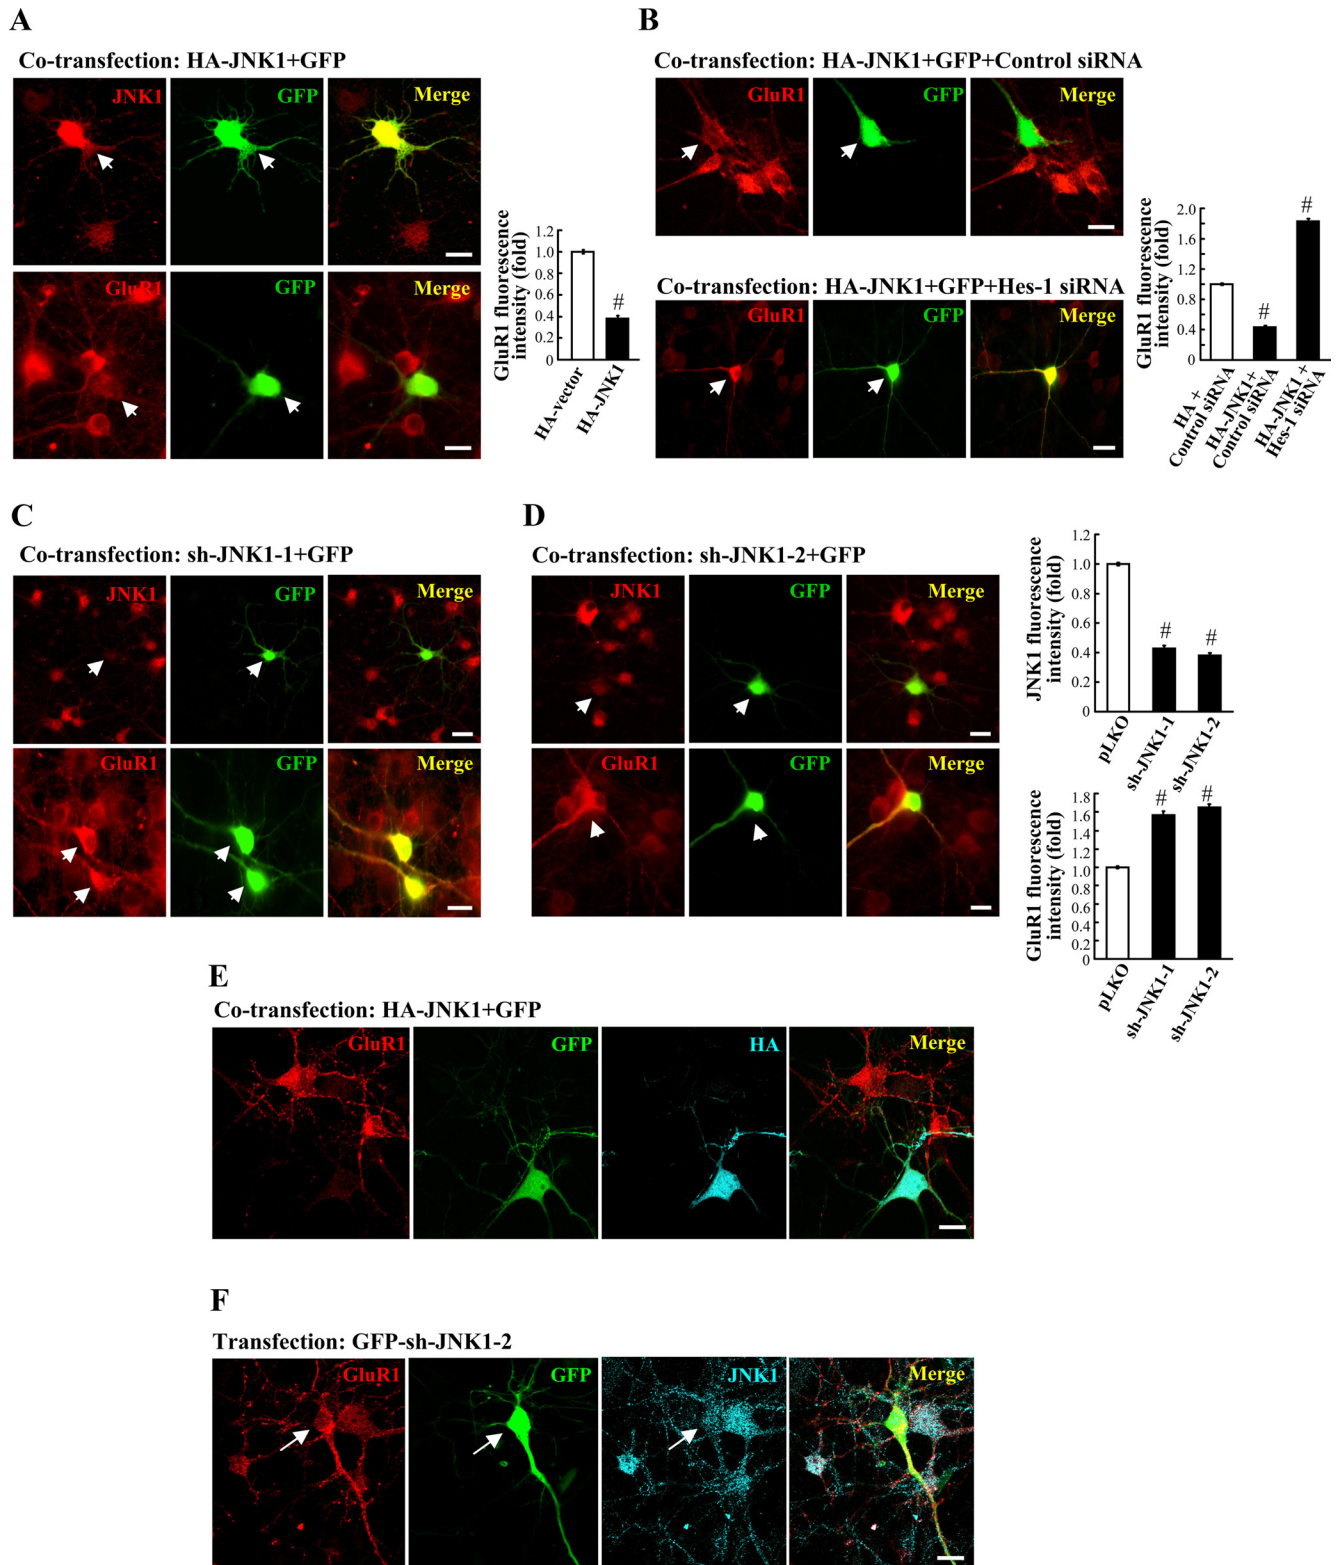 A
Co-transfection: HA-JNK1+GFP
JNK1
GFP
Merge
GluR1
GFP
Merge
GluR1 fluorescence
intensity (fold)
1.2
1.0
0.8
0.6
0.4
0.2
0
#
HA-vector
HA-JNK1
B
Co-transfection: HA-JNK1+GFP+Control siRNA
GluR1
GFP
Merge
Co-transfection: HA-JNK1+GFP+Hes-1 siRNA
GluR1
GFP
Merge
GluR1 fluorescence
intensity (fold)
2.0
1.6
1.2
0.8
0.4
0
#
#
HA +
Control siRNA
HA-JNK1+
Control siRNA
HA-JNK1 +
Hes-1 siRNA
C
Co-transfection: sh-JNK1-1+GFP
JNK1
GFP
Merge
GluR1
GFP
Merge
D
Co-transfection: sh-JNK1-2+GFP
JNK1
GFP
Merge
GluR1
GFP
Merge
JNK1 fluorescence
intensity (fold)
1.2
1.0
0.8
0.6
0.4
0.2
0
#
#
pLKO
sh-JNK1-1
sh-JNK1-2
GluR1 fluorescence
intensity (fold)
1.8
1.6
1.4
1.2
1.0
0.8
0.6
0.4
0.2
0
#
#
pLKO
sh-JNK1-1
sh-JNK1-2
E
Co-transfection: HA-JNK1+GFP
GluR1
GFP
HA
Merge
F
Transfection: GFP-sh-JNK1-2
GluR1
GFP
JNK1
Merge